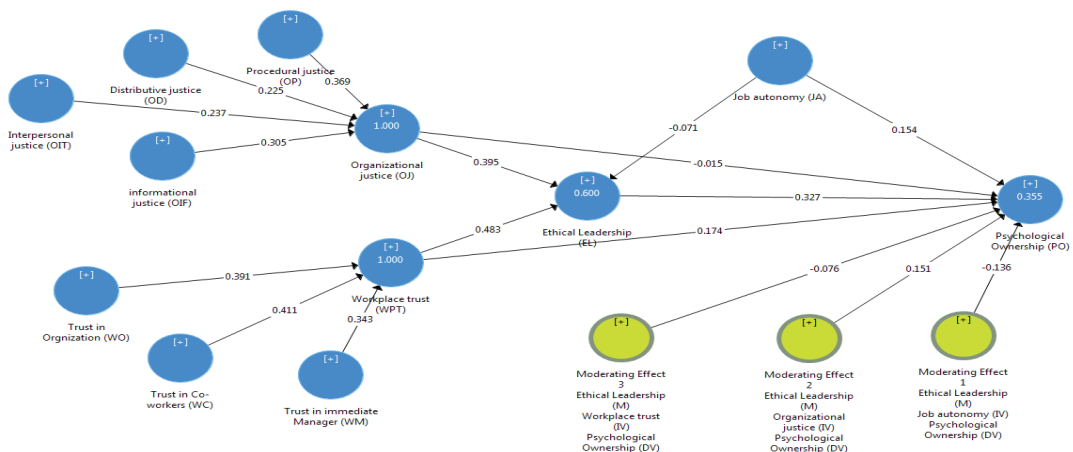 [+]
Procedural justice
(OP)
[+]
Distributive justice
(OD)
[+]
Interpersonal
justice (OIT)
[+]
informational
justice (OIF)
0.369
0.225
0.237
0.305
[+]
1.000
Organizational
justice (OJ)
[+]
Job autonomy (JA)
-0.071
0.154
0.395
-0.015
[+]
0.600
Ethical Leadership
(EL)
0.327
[+]
0.355
Psychological
Ownership (PO)
0.483
0.174
[+]
1.000
Workplace trust
(WPT)
0.391
0.411
0.343
[+]
Trust in
Orgnization (WO)
[+]
Trust in Co-
workers (WC)
[+]
Trust in immediate
Manager (WM)
-0.076
0.151
-0.136
[+]
Moderating Effect
3
Ethical Leadership
(M)
Workplace trust
(IV)
Psychological
Ownership (DV)
[+]
Moderating Effect
2
Ethical Leadership
(M)
Organizational
justice (IV)
Psychological
Ownership (DV)
[+]
Moderating Effect
1
Ethical Leadership
(M)
Job autonomy (IV)
Psychological
Ownership (DV)